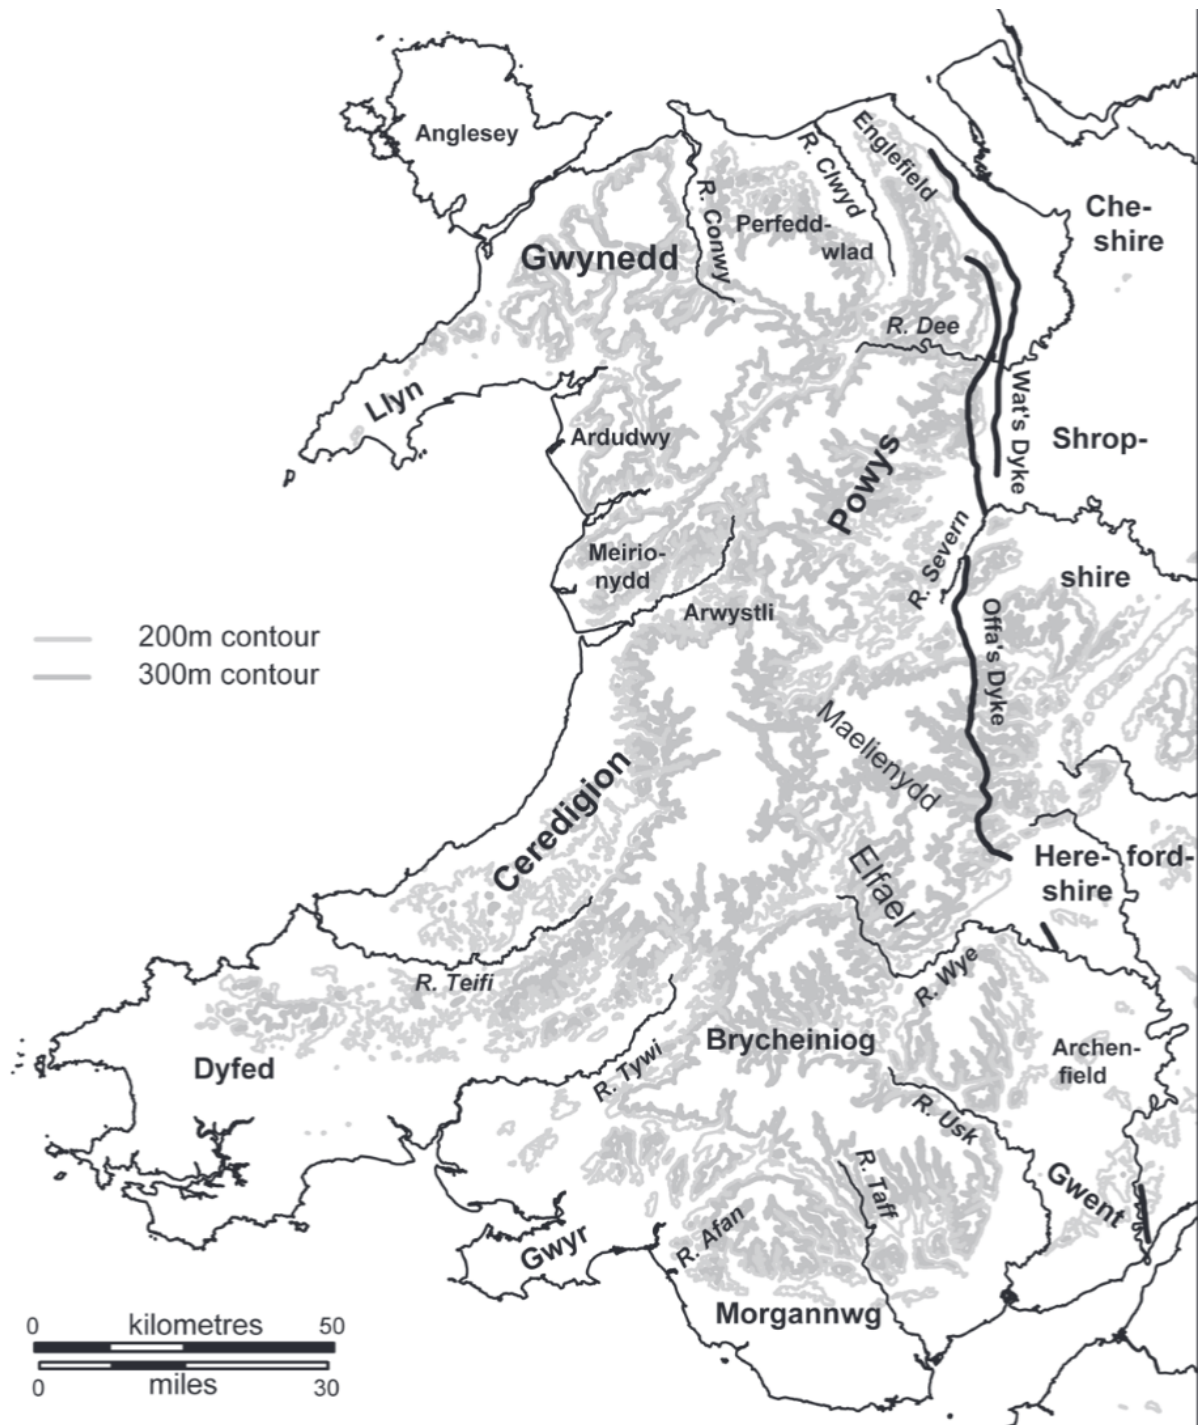 Anglesey
Englefield
R. Clwyd
R. Conwy
Perfedd-
wlad
Che-
shire
Gwynedd
R. Dee
Llyn
Wat's Dyke
Ardudwy
Shrop-
Powys
R. Severn
Meirio-
nydd
shire
Arwystli
200m contour
300m contour
Offa's Dyke
Maelienydd
Ceredigion
Here-
ford-
shire
Elfael
R. Teifi
R. Wye
Brycheiniog
Archen-
field
Dyfed
R. Tywi
R. Usk
R. Taff
Gwent
R. Afan
Gwyr
Morgannwg
0 kilometres 50
0 miles 30